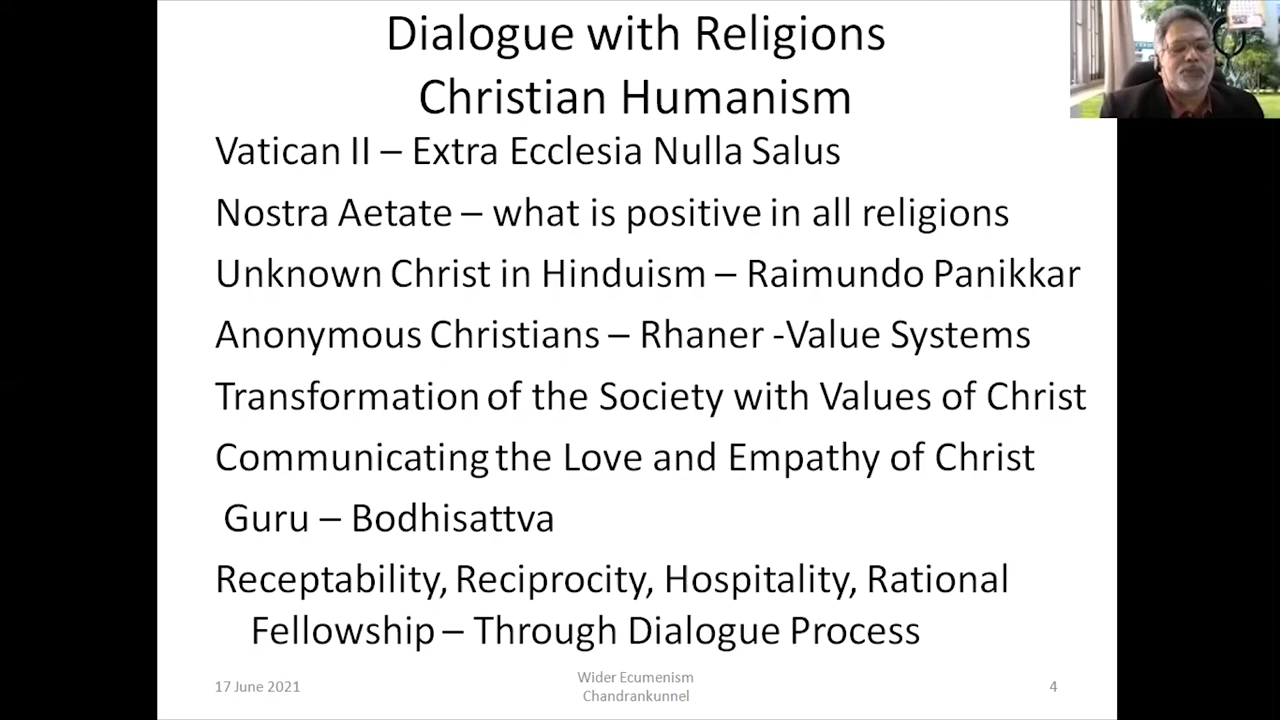 Dialogue with Religions
Christian Humanism
Vatican II – Extra Ecclesia Nulla Salus
Nostra Aetate – what is positive in all religions
Unknown Christ in Hinduism – Raimundo Panikkar
Anonymous Christians – Rhaner -Value Systems
Transformation of the Society with Values of Christ
Communicating the Love and Empathy of Christ
Guru – Bodhisattva
Receptability, Reciprocity, Hospitality, Rational
Fellowship – Through Dialogue Process
17 June 2021
Wider Ecumenism
Chandrankunnel
4